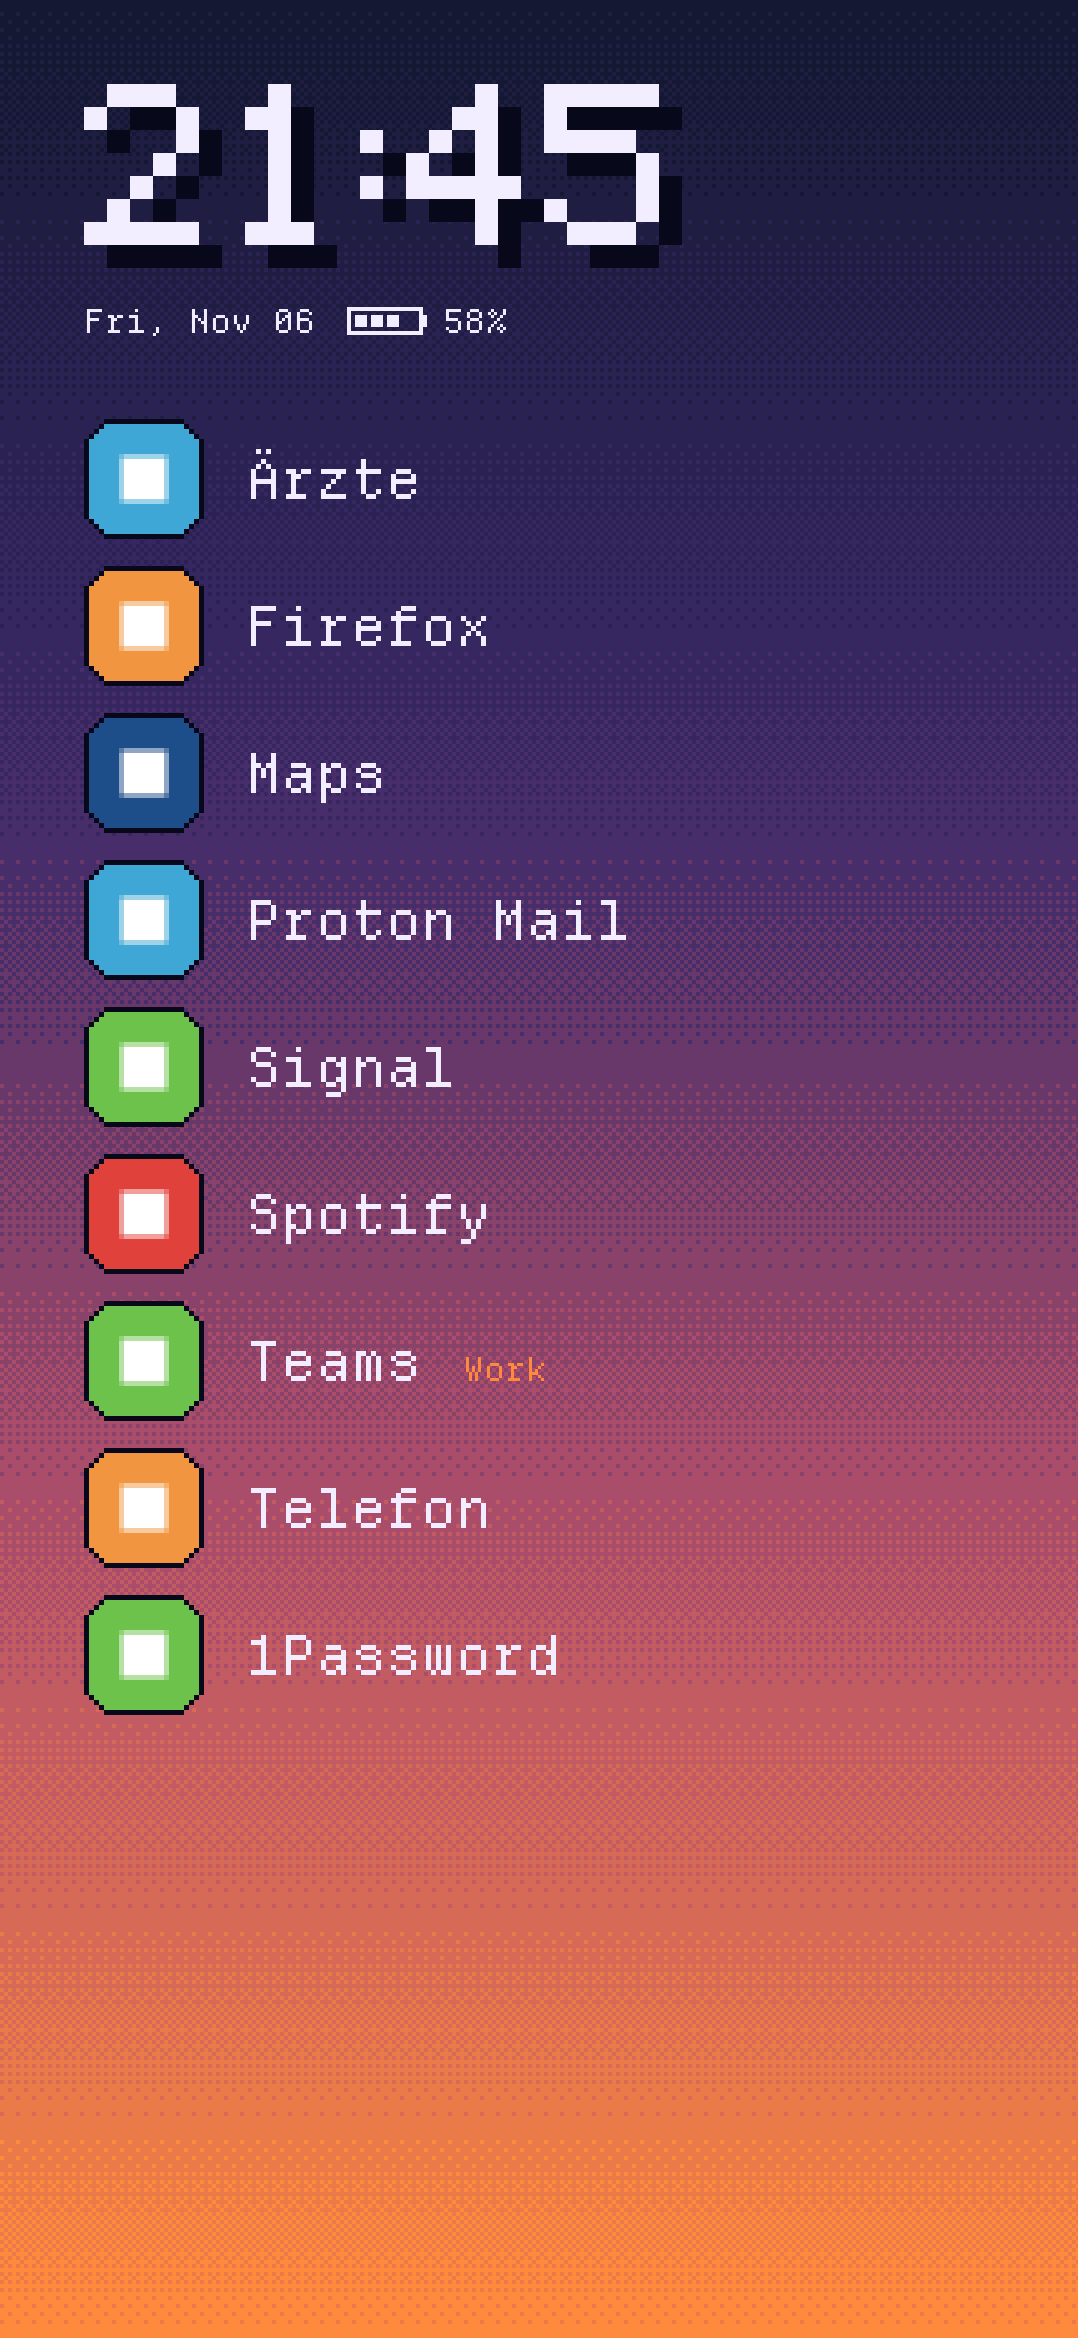 21:45
Fri, Nov 06 58%
Ärzte
Firefox
Maps
Proton Mail
Signal
Spotify
Teams Work
Telefon
1Password